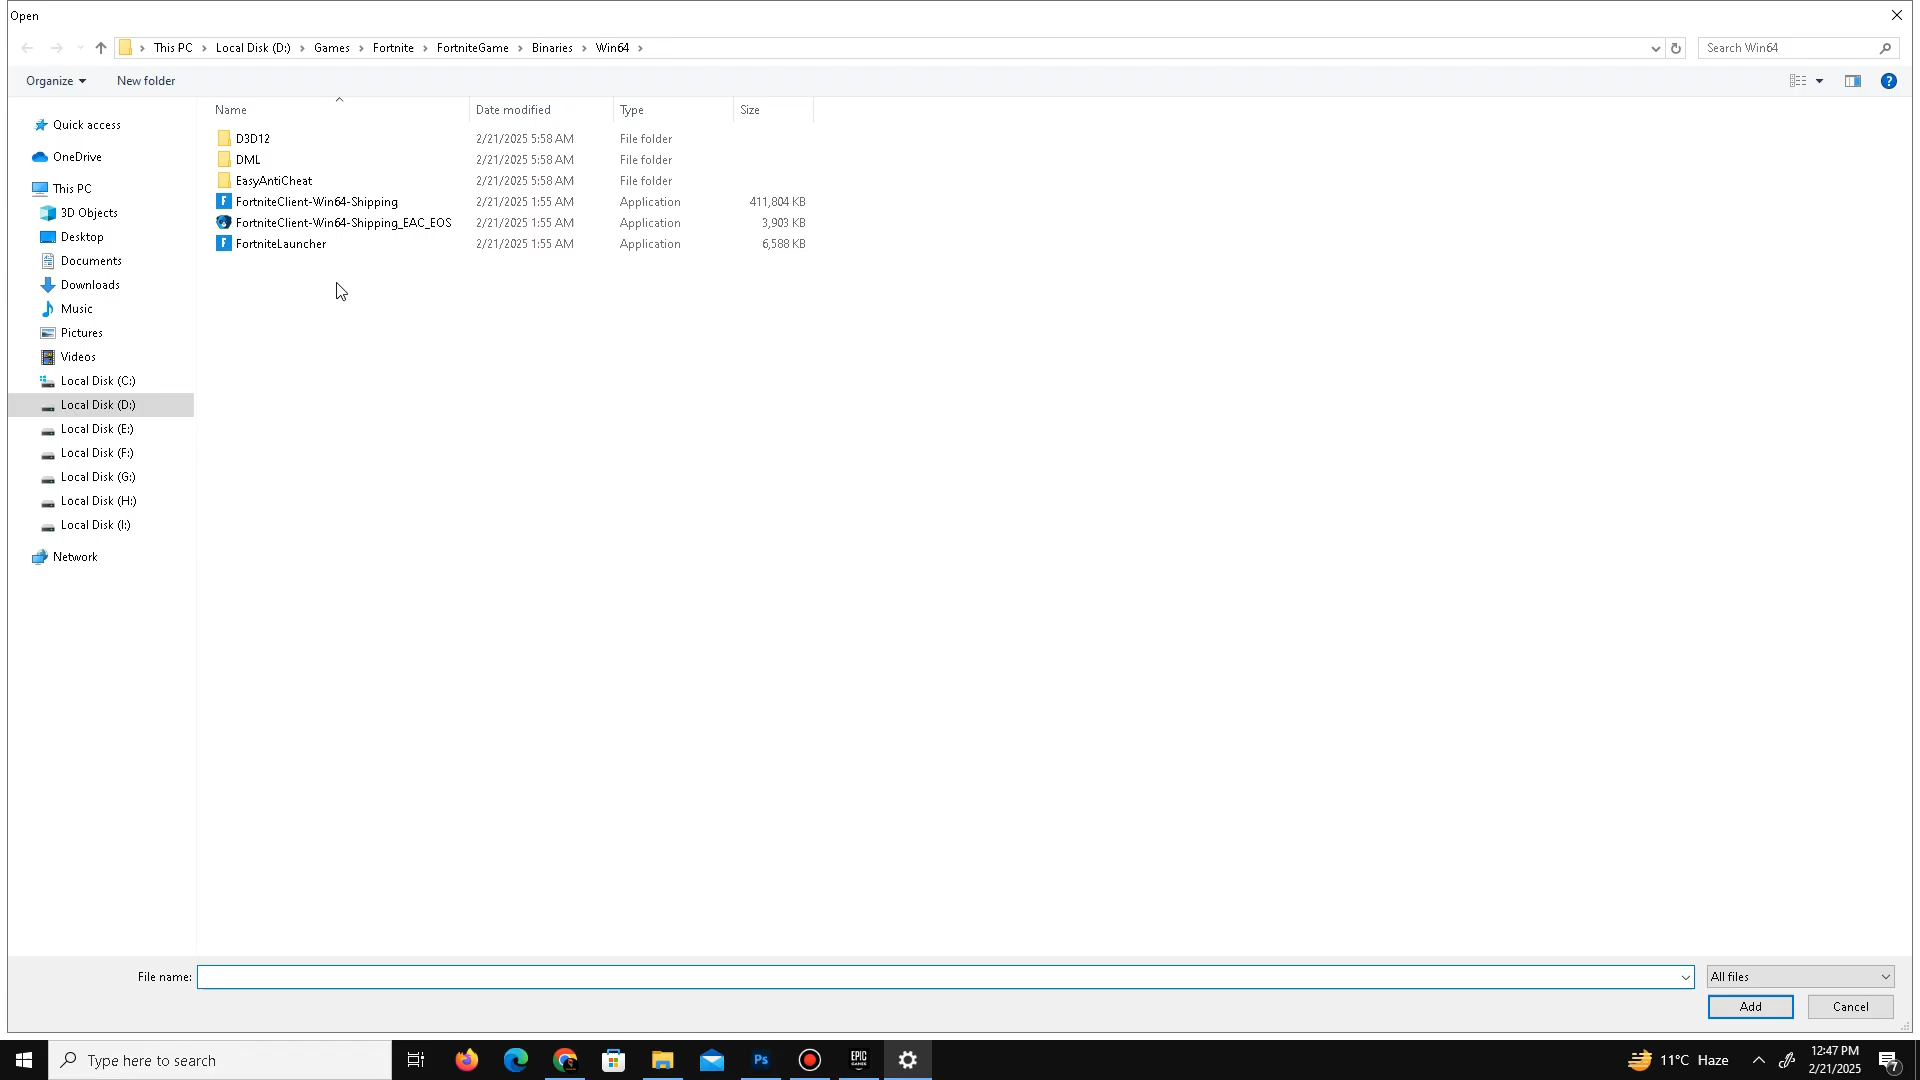 Open
This PC Local Disk (D:) Games Fortnite FortniteGame Binaries Win64
Search Win64
Organize New folder
Name Date modified Type Size
Quick access
OneDrive
This PC
3D Objects
Desktop
Documents
Downloads
Music
Pictures
Videos
Local Disk (C:)
Local Disk (D:)
Local Disk (E:)
Local Disk (F:)
Local Disk (G:)
Local Disk (H:)
Local Disk (I:)
Network
D3D12 2/21/2025 5:58 AM File folder
DML 2/21/2025 5:58 AM File folder
EasyAntiCheat 2/21/2025 5:58 AM File folder
FortniteClient-Win64-Shipping 2/21/2025 1:55 AM Application 411,804 KB
FortniteClient-Win64-Shipping_EAC_EOS 2/21/2025 1:55 AM Application 3,903 KB
FortniteLauncher 2/21/2025 1:55 AM Application 6,588 KB
File name: All files
Add Cancel
Type here to search
Ps
EPIC
GAMES
11°C Haze
12:47 PM
2/21/2025
7